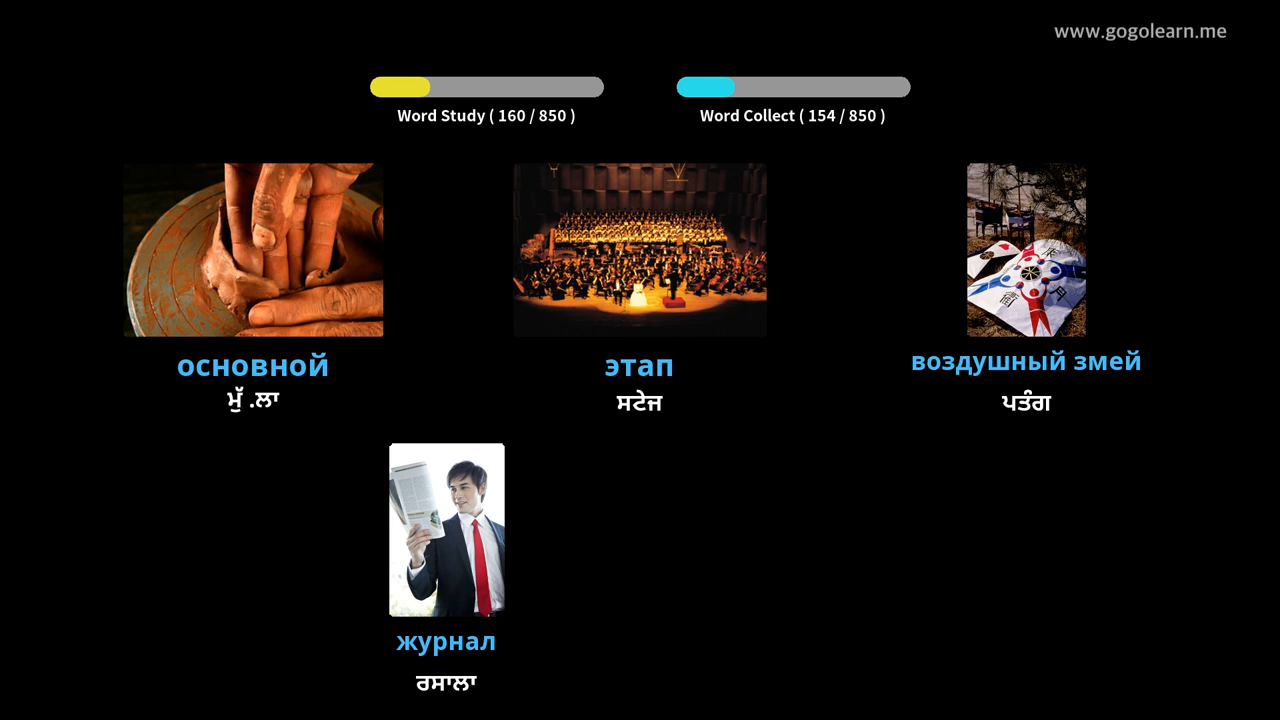 www.gogolearn.me
Word Study ( 160 / 850 )
Word Collect ( 154 / 850 )
основной
ਮੁੱ .ਲਾ
этап
ਸਟੇਜ
воздушный змей
ਪਤੰਗ
журнал
ਰਸਾਲਾ